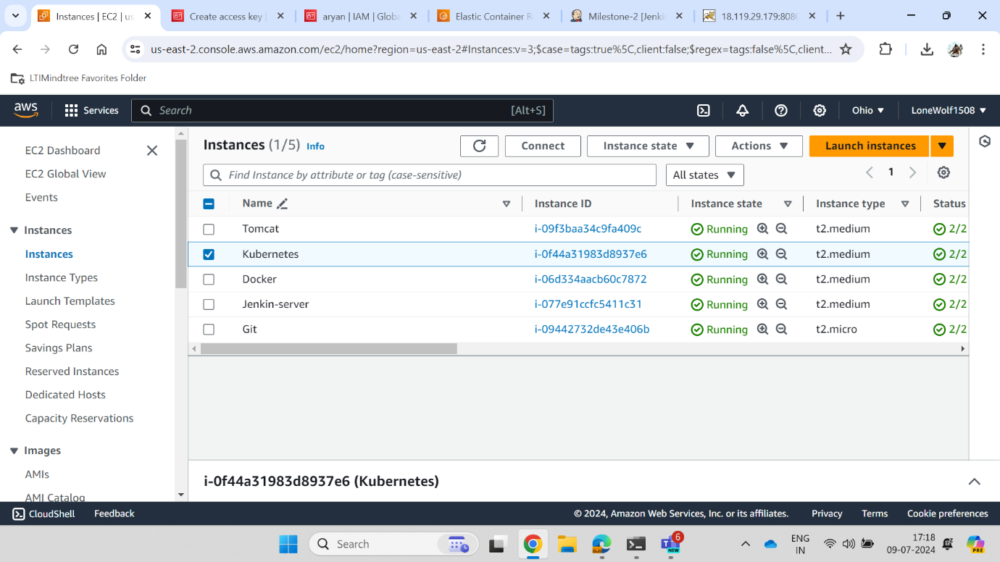 Instances | EC2 | us
Create access key |
aryan | IAM | Globa
Elastic Container R
Milestone-2 [Jenki
18.119.29.179:8080
us-east-2.console.aws.amazon.com/ec2/home?region=us-east-2#Instances:v=3;$case=tags:true%5C,client:false;$regex=tags:false%5C,client...
LTIMindtree Favorites Folder
aws
Services
Search
[Alt+S]
Ohio
LoneWolf1508
EC2 Dashboard
EC2 Global View
Events
Instances
Instances
Instance Types
Launch Templates
Spot Requests
Savings Plans
Reserved Instances
Dedicated Hosts
Capacity Reservations
Images
AMIs
AMI Catalog
Instances (1/5) Info
Connect
Instance state
Actions
Launch instances
Find Instance by attribute or tag (case-sensitive)
All states
1
Name Instance ID Instance state Instance type Status
Tomcat i-09f3baa34c9fa409c Running t2.medium 2/2
Kubernetes i-0f44a31983d8937e6 Running t2.medium 2/2
Docker i-06d334aacb60c7872 Running t2.medium 2/2
Jenkin-server i-077e91ccfc5411c31 Running t2.medium 2/2
Git i-09442732de43e406b Running t2.micro 2/2
i-0f44a31983d8937e6 (Kubernetes)
CloudShell
Feedback
© 2024, Amazon Web Services, Inc. or its affiliates.
Privacy
Terms
Cookie preferences
Search
6
NEW
ENG
IN
17:18
09-07-2024
PRE